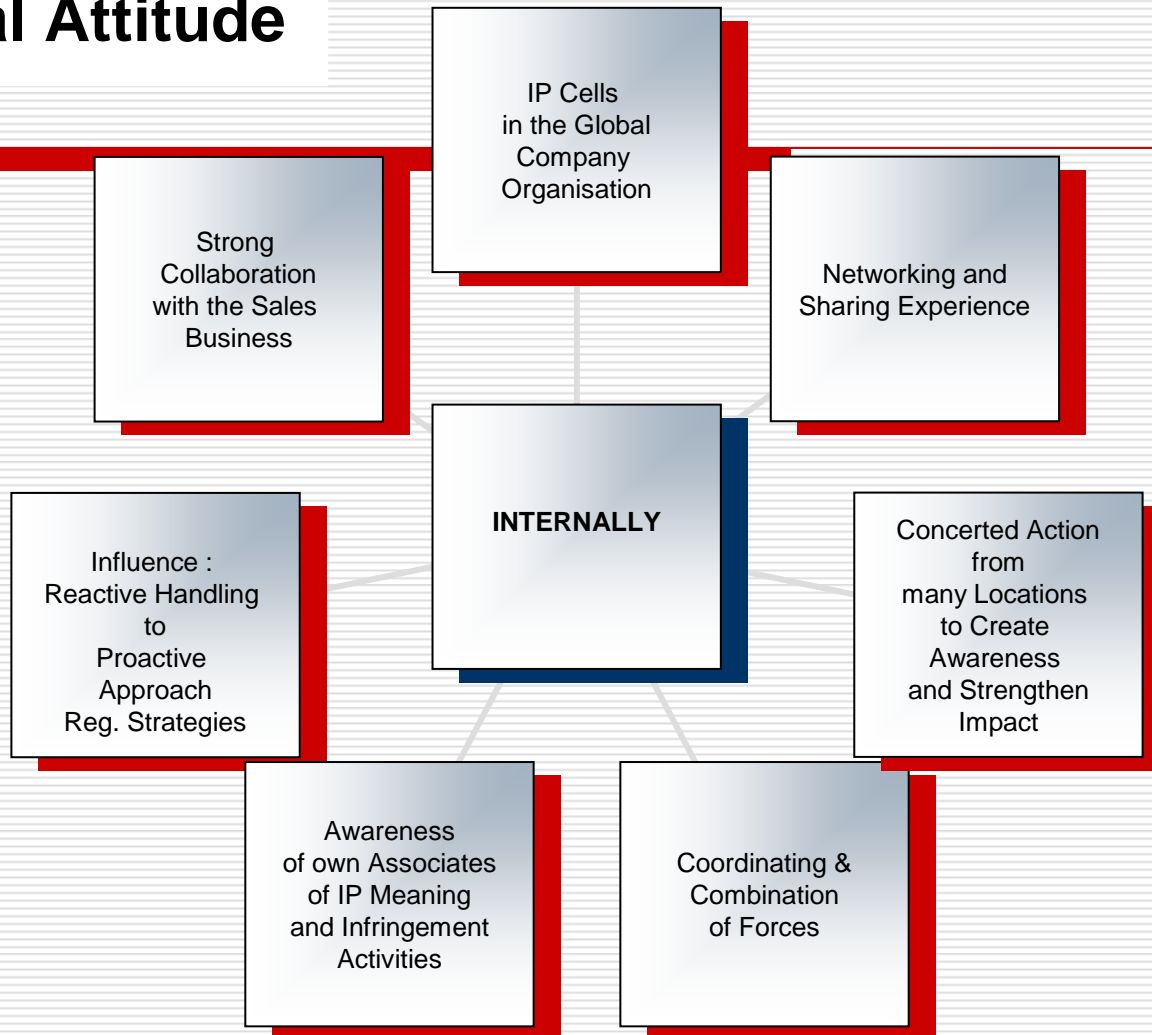 al Attitude
IP Cells
in the Global
Company
Organisation
Strong
Collaboration
with the Sales
Business
Networking and
Sharing Experience
INTERNALLY
Influence :
Reactive Handling
to
Proactive
Approach
Reg. Strategies
Concerted Action
from
many Locations
to Create
Awareness
and Strengthen
Impact
Awareness
of own Associates
of IP Meaning
and Infringement
Activities
Coordinating &
Combination
of Forces